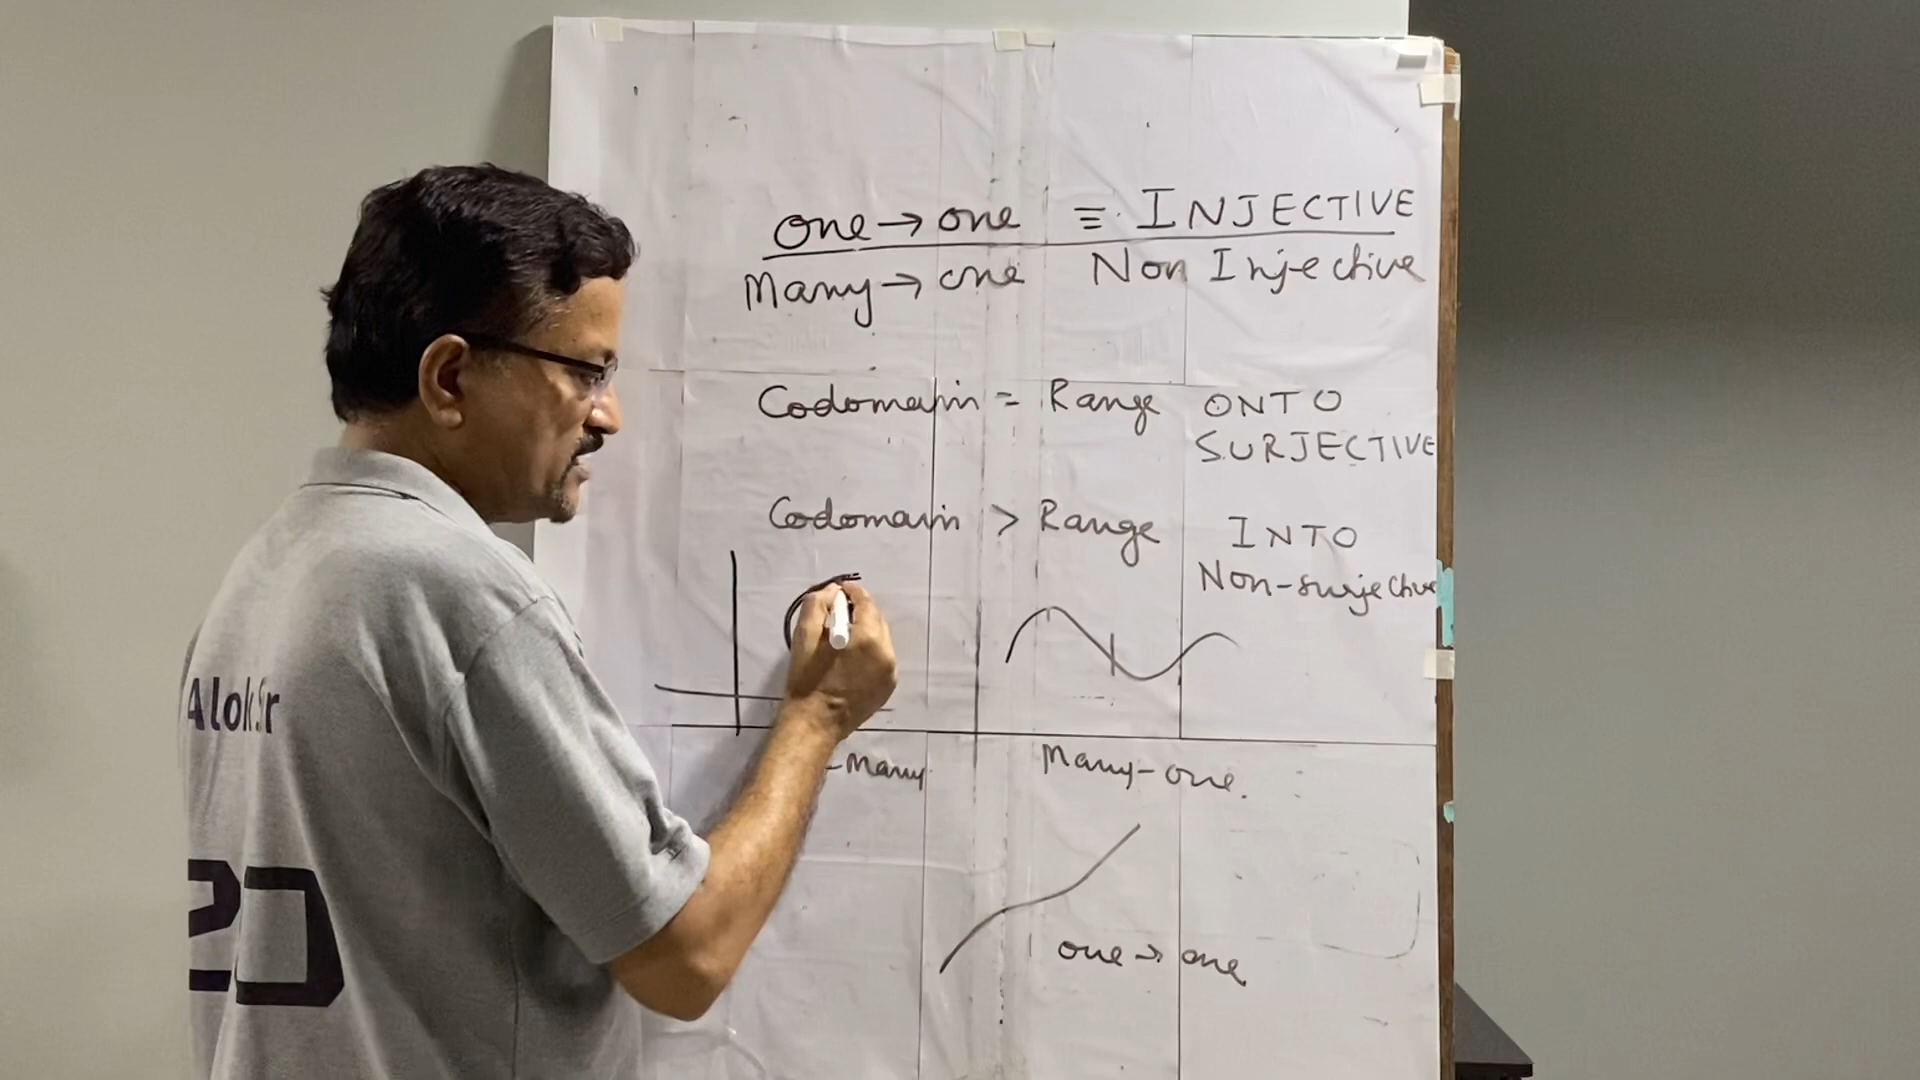 one → one ≡ INJECTIVE
Many → one Non Injective
Codomain = Range ONTO
SURJECTIVE
Codomain > Range INTO
Non-surjective
-many
Many-one.
one → one
Alok Sir